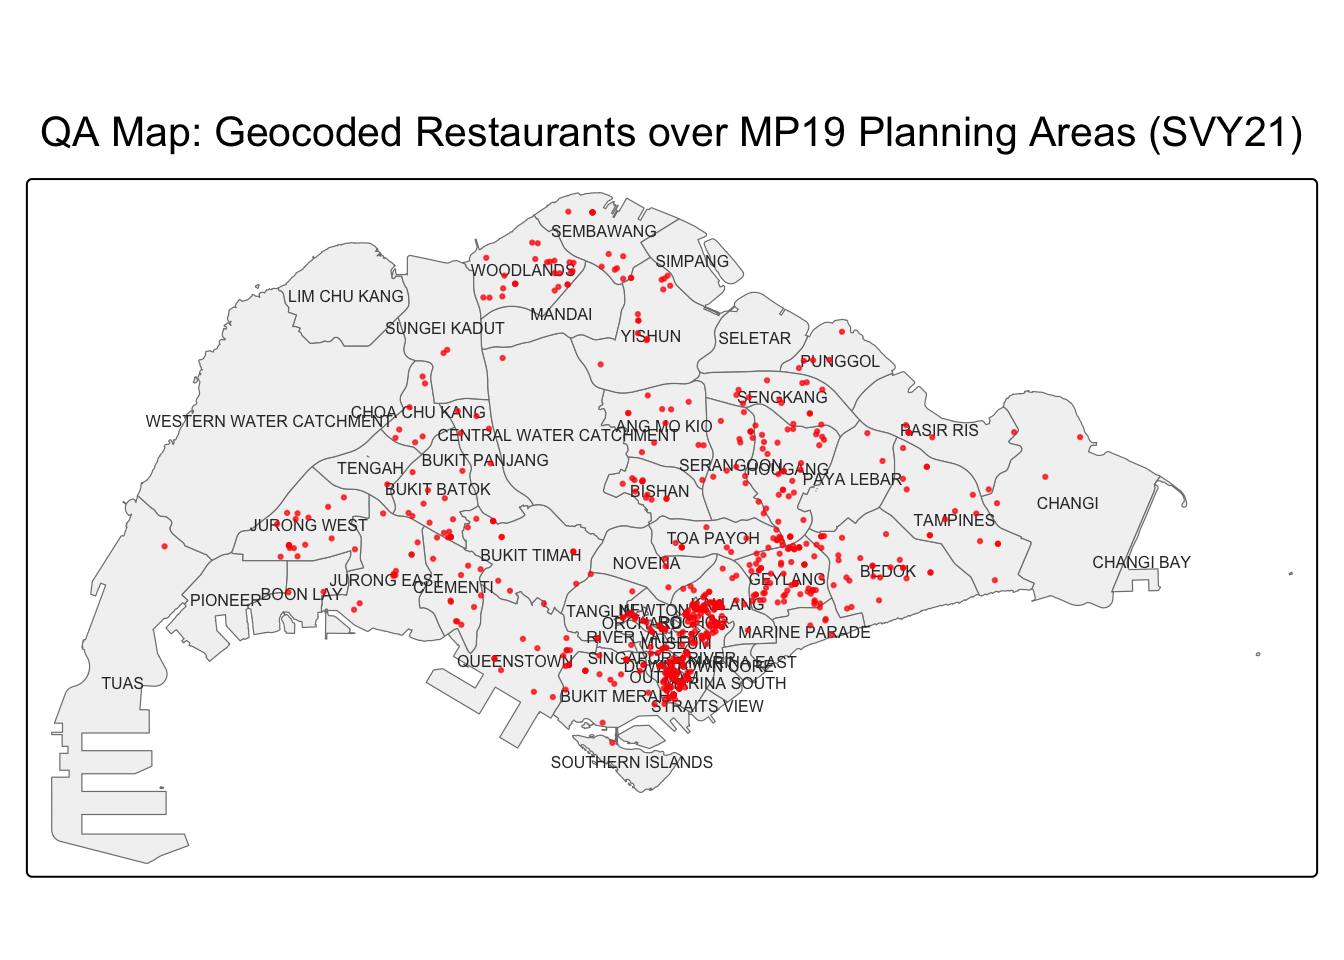 QA Map: Geocoded Restaurants over MP19 Planning Areas (SVY21)
SEMBAWANG
SIMPANG
WOODLANDS
LIM CHU KANG
MANDAI
SUNGEI KADUT
YISHUN
SELETAR
PUNGGOL
SENGKANG
CHOA CHU KANG
WESTERN WATER CATCHMENT
ANG MO KIO
PASIR RIS
CENTRAL WATER CATCHMENT
BUKIT PANJANG
SERANGOON
HOUGANG
TENGAH
PAYA LEBAR
BUKIT BATOK
BISHAN
CHANGI
TAMPINES
JURONG WEST
TOA PAYOH
BUKIT TIMAH
NOVENA
CHANGI BAY
BEDOK
JURONG EAST
GEYLANG
CLEMENTI
BOON LAY
PIONEER
TANGLIN
NEWTON
KALLANG
ORCHARD
ROCHOR
MARINE PARADE
RIVER VALLEY
MUSEUM
SINGAPORE RIVER
QUEENSTOWN
MARINA EAST
DOWNTOWN CORE
OUTRAM
TUAS
MARINA SOUTH
BUKIT MERAH
STRAITS VIEW
SOUTHERN ISLANDS